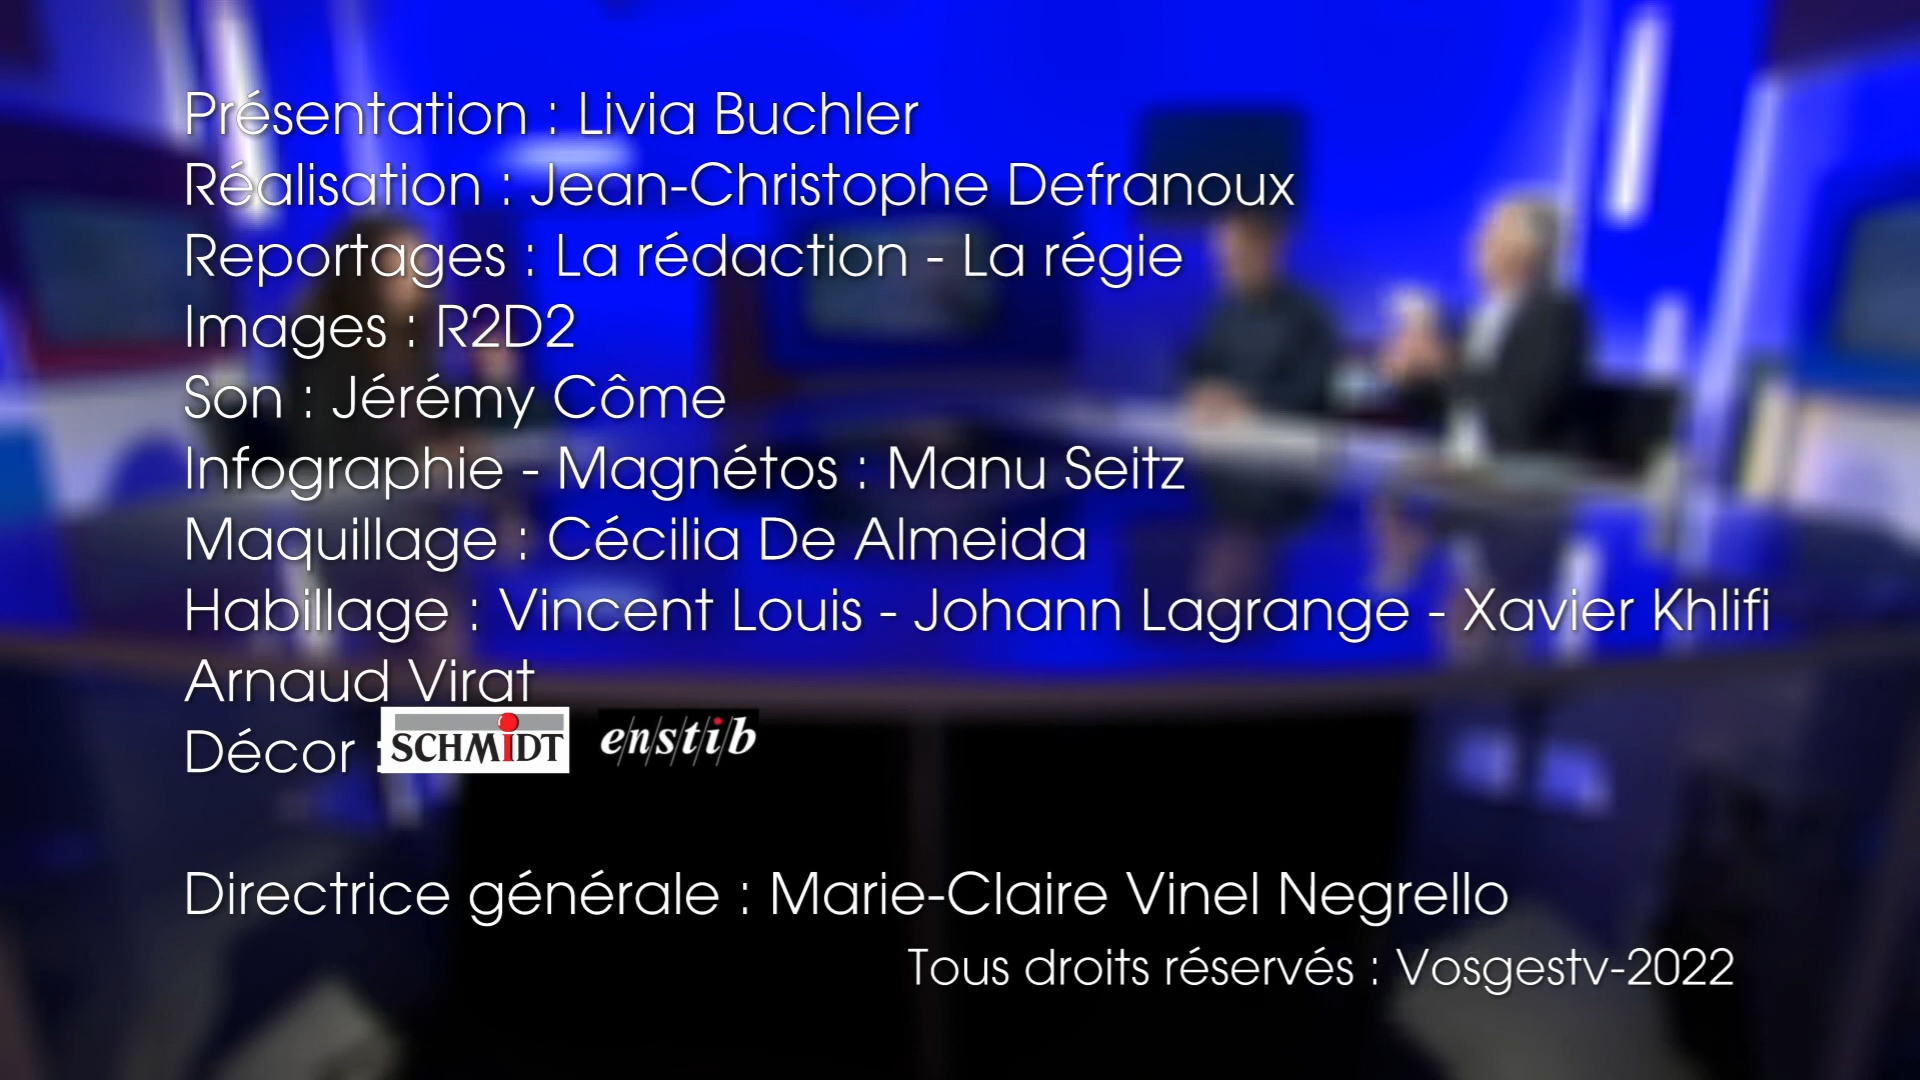 Présentation : Livia Buchler
Réalisation : Jean-Christophe Defranoux
Reportages : La rédaction - La régie
Images : R2D2
Son : Jérémy Côme
Infographie - Magnétos : Manu Seitz
Maquillage : Cécilia De Almeida
Habillage : Vincent Louis - Johann Lagrange - Xavier Khlifi
Arnaud Virat
Décor : SCHMIDT e/n/s/t/i/b
Directrice générale : Marie-Claire Vinel Negrello
Tous droits réservés : Vosgestv-2022